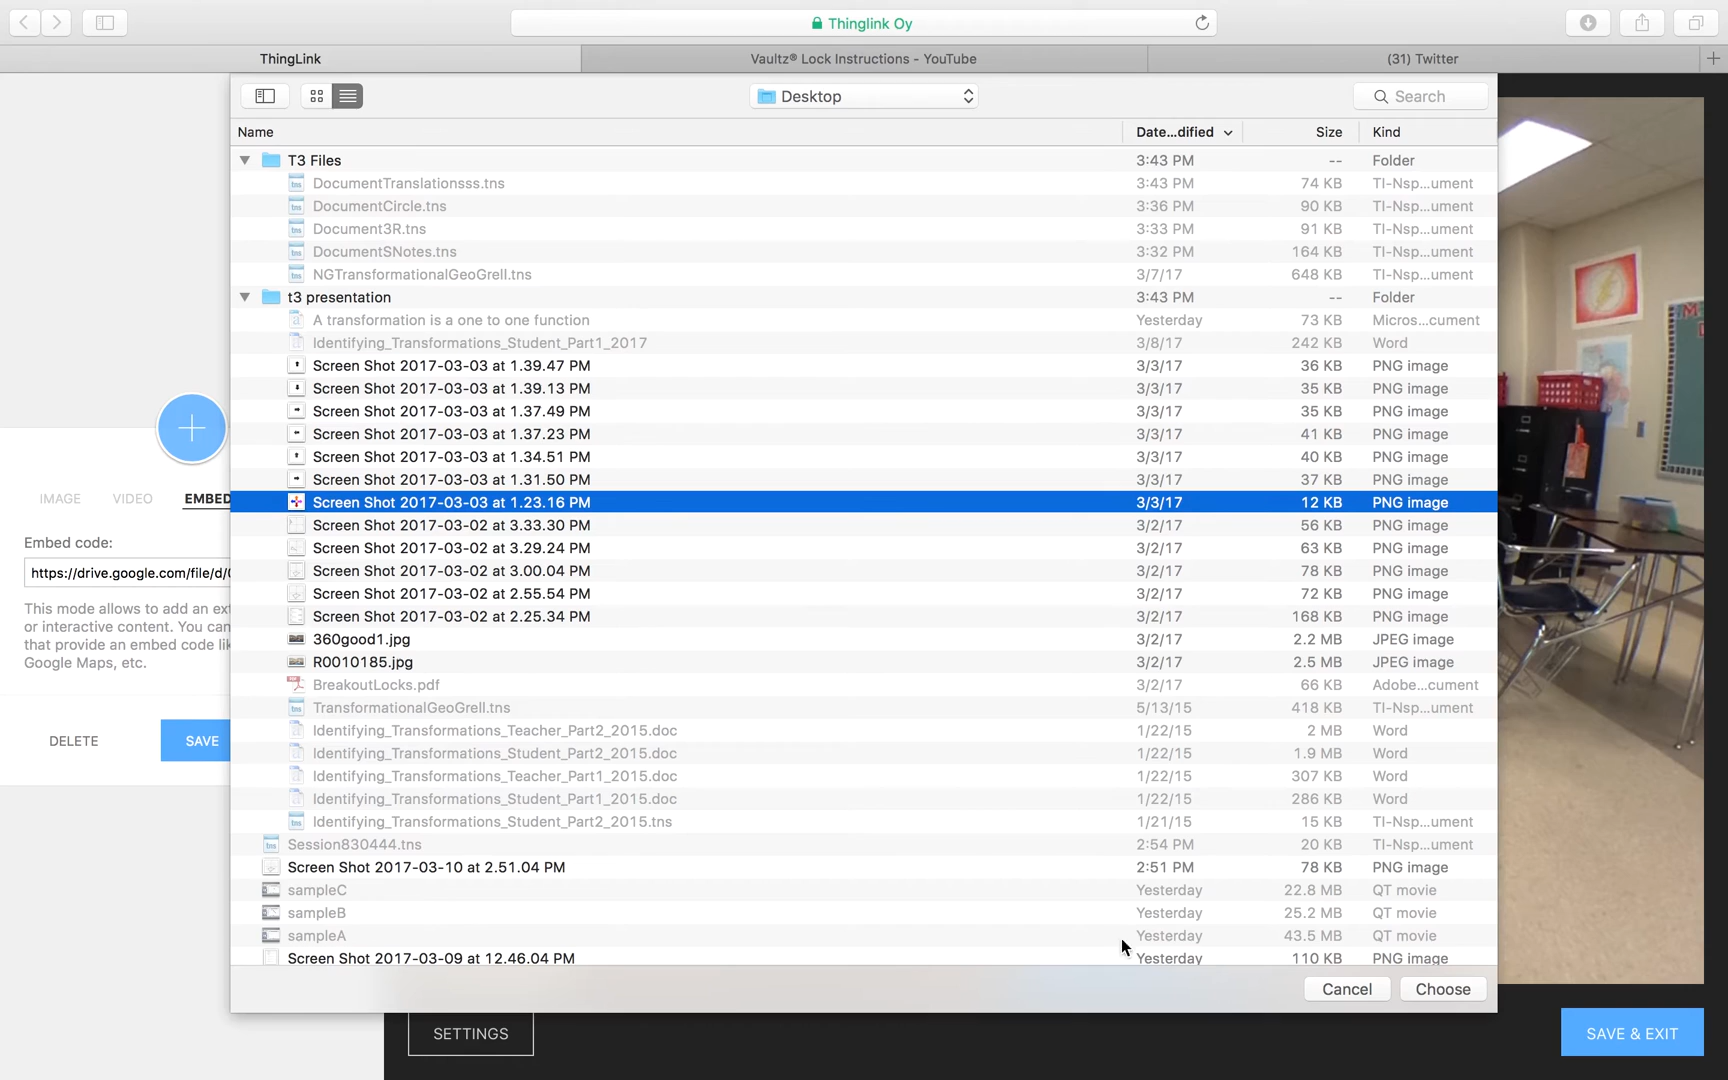 Thinglink Oy
ThingLink
Vaultz® Lock Instructions - YouTube
(31) Twitter
Desktop
Search
Name Date...dified Size Kind
T3 Files 3:43 PM -- Folder
DocumentTranslationsss.tns 3:43 PM 74 KB TI-Nsp...ument
DocumentCircle.tns 3:36 PM 90 KB TI-Nsp...ument
Document3R.tns 3:33 PM 91 KB TI-Nsp...ument
DocumentSNotes.tns 3:32 PM 164 KB TI-Nsp...ument
NGTransformationalGeoGrell.tns 3/7/17 648 KB TI-Nsp...ument
t3 presentation 3:43 PM -- Folder
A transformation is a one to one function Yesterday 73 KB Micros...cument
Identifying_Transformations_Student_Part1_2017 3/8/17 242 KB Word
Screen Shot 2017-03-03 at 1.39.47 PM 3/3/17 36 KB PNG image
Screen Shot 2017-03-03 at 1.39.13 PM 3/3/17 35 KB PNG image
Screen Shot 2017-03-03 at 1.37.49 PM 3/3/17 35 KB PNG image
Screen Shot 2017-03-03 at 1.37.23 PM 3/3/17 41 KB PNG image
Screen Shot 2017-03-03 at 1.34.51 PM 3/3/17 40 KB PNG image
Screen Shot 2017-03-03 at 1.31.50 PM 3/3/17 37 KB PNG image
Screen Shot 2017-03-03 at 1.23.16 PM 3/3/17 12 KB PNG image
Screen Shot 2017-03-02 at 3.33.30 PM 3/2/17 56 KB PNG image
Screen Shot 2017-03-02 at 3.29.24 PM 3/2/17 63 KB PNG image
Screen Shot 2017-03-02 at 3.00.04 PM 3/2/17 78 KB PNG image
Screen Shot 2017-03-02 at 2.55.54 PM 3/2/17 72 KB PNG image
Screen Shot 2017-03-02 at 2.25.34 PM 3/2/17 168 KB PNG image
360good1.jpg 3/2/17 2.2 MB JPEG image
R0010185.jpg 3/2/17 2.5 MB JPEG image
BreakoutLocks.pdf 3/2/17 66 KB Adobe...cument
TransformationalGeoGrell.tns 5/13/15 418 KB TI-Nsp...ument
Identifying_Transformations_Teacher_Part2_2015.doc 1/22/15 2 MB Word
Identifying_Transformations_Student_Part2_2015.doc 1/22/15 1.9 MB Word
Identifying_Transformations_Teacher_Part1_2015.doc 1/22/15 307 KB Word
Identifying_Transformations_Student_Part1_2015.doc 1/22/15 286 KB Word
Identifying_Transformations_Student_Part2_2015.tns 1/21/15 15 KB TI-Nsp...ument
Session830444.tns 2:54 PM 20 KB TI-Nsp...ument
Screen Shot 2017-03-10 at 2.51.04 PM 2:51 PM 78 KB PNG image
sampleC Yesterday 22.8 MB QT movie
sampleB Yesterday 25.2 MB QT movie
sampleA Yesterday 43.5 MB QT movie
Screen Shot 2017-03-09 at 12.46.04 PM Yesterday 110 KB PNG image
Cancel
Choose
IMAGE VIDEO EMBED
Embed code:
https://drive.google.com/file/d/
This mode allows to add an ext
or interactive content. You can
that provide an embed code lik
Google Maps, etc.
DELETE
SAVE
SETTINGS
SAVE & EXIT